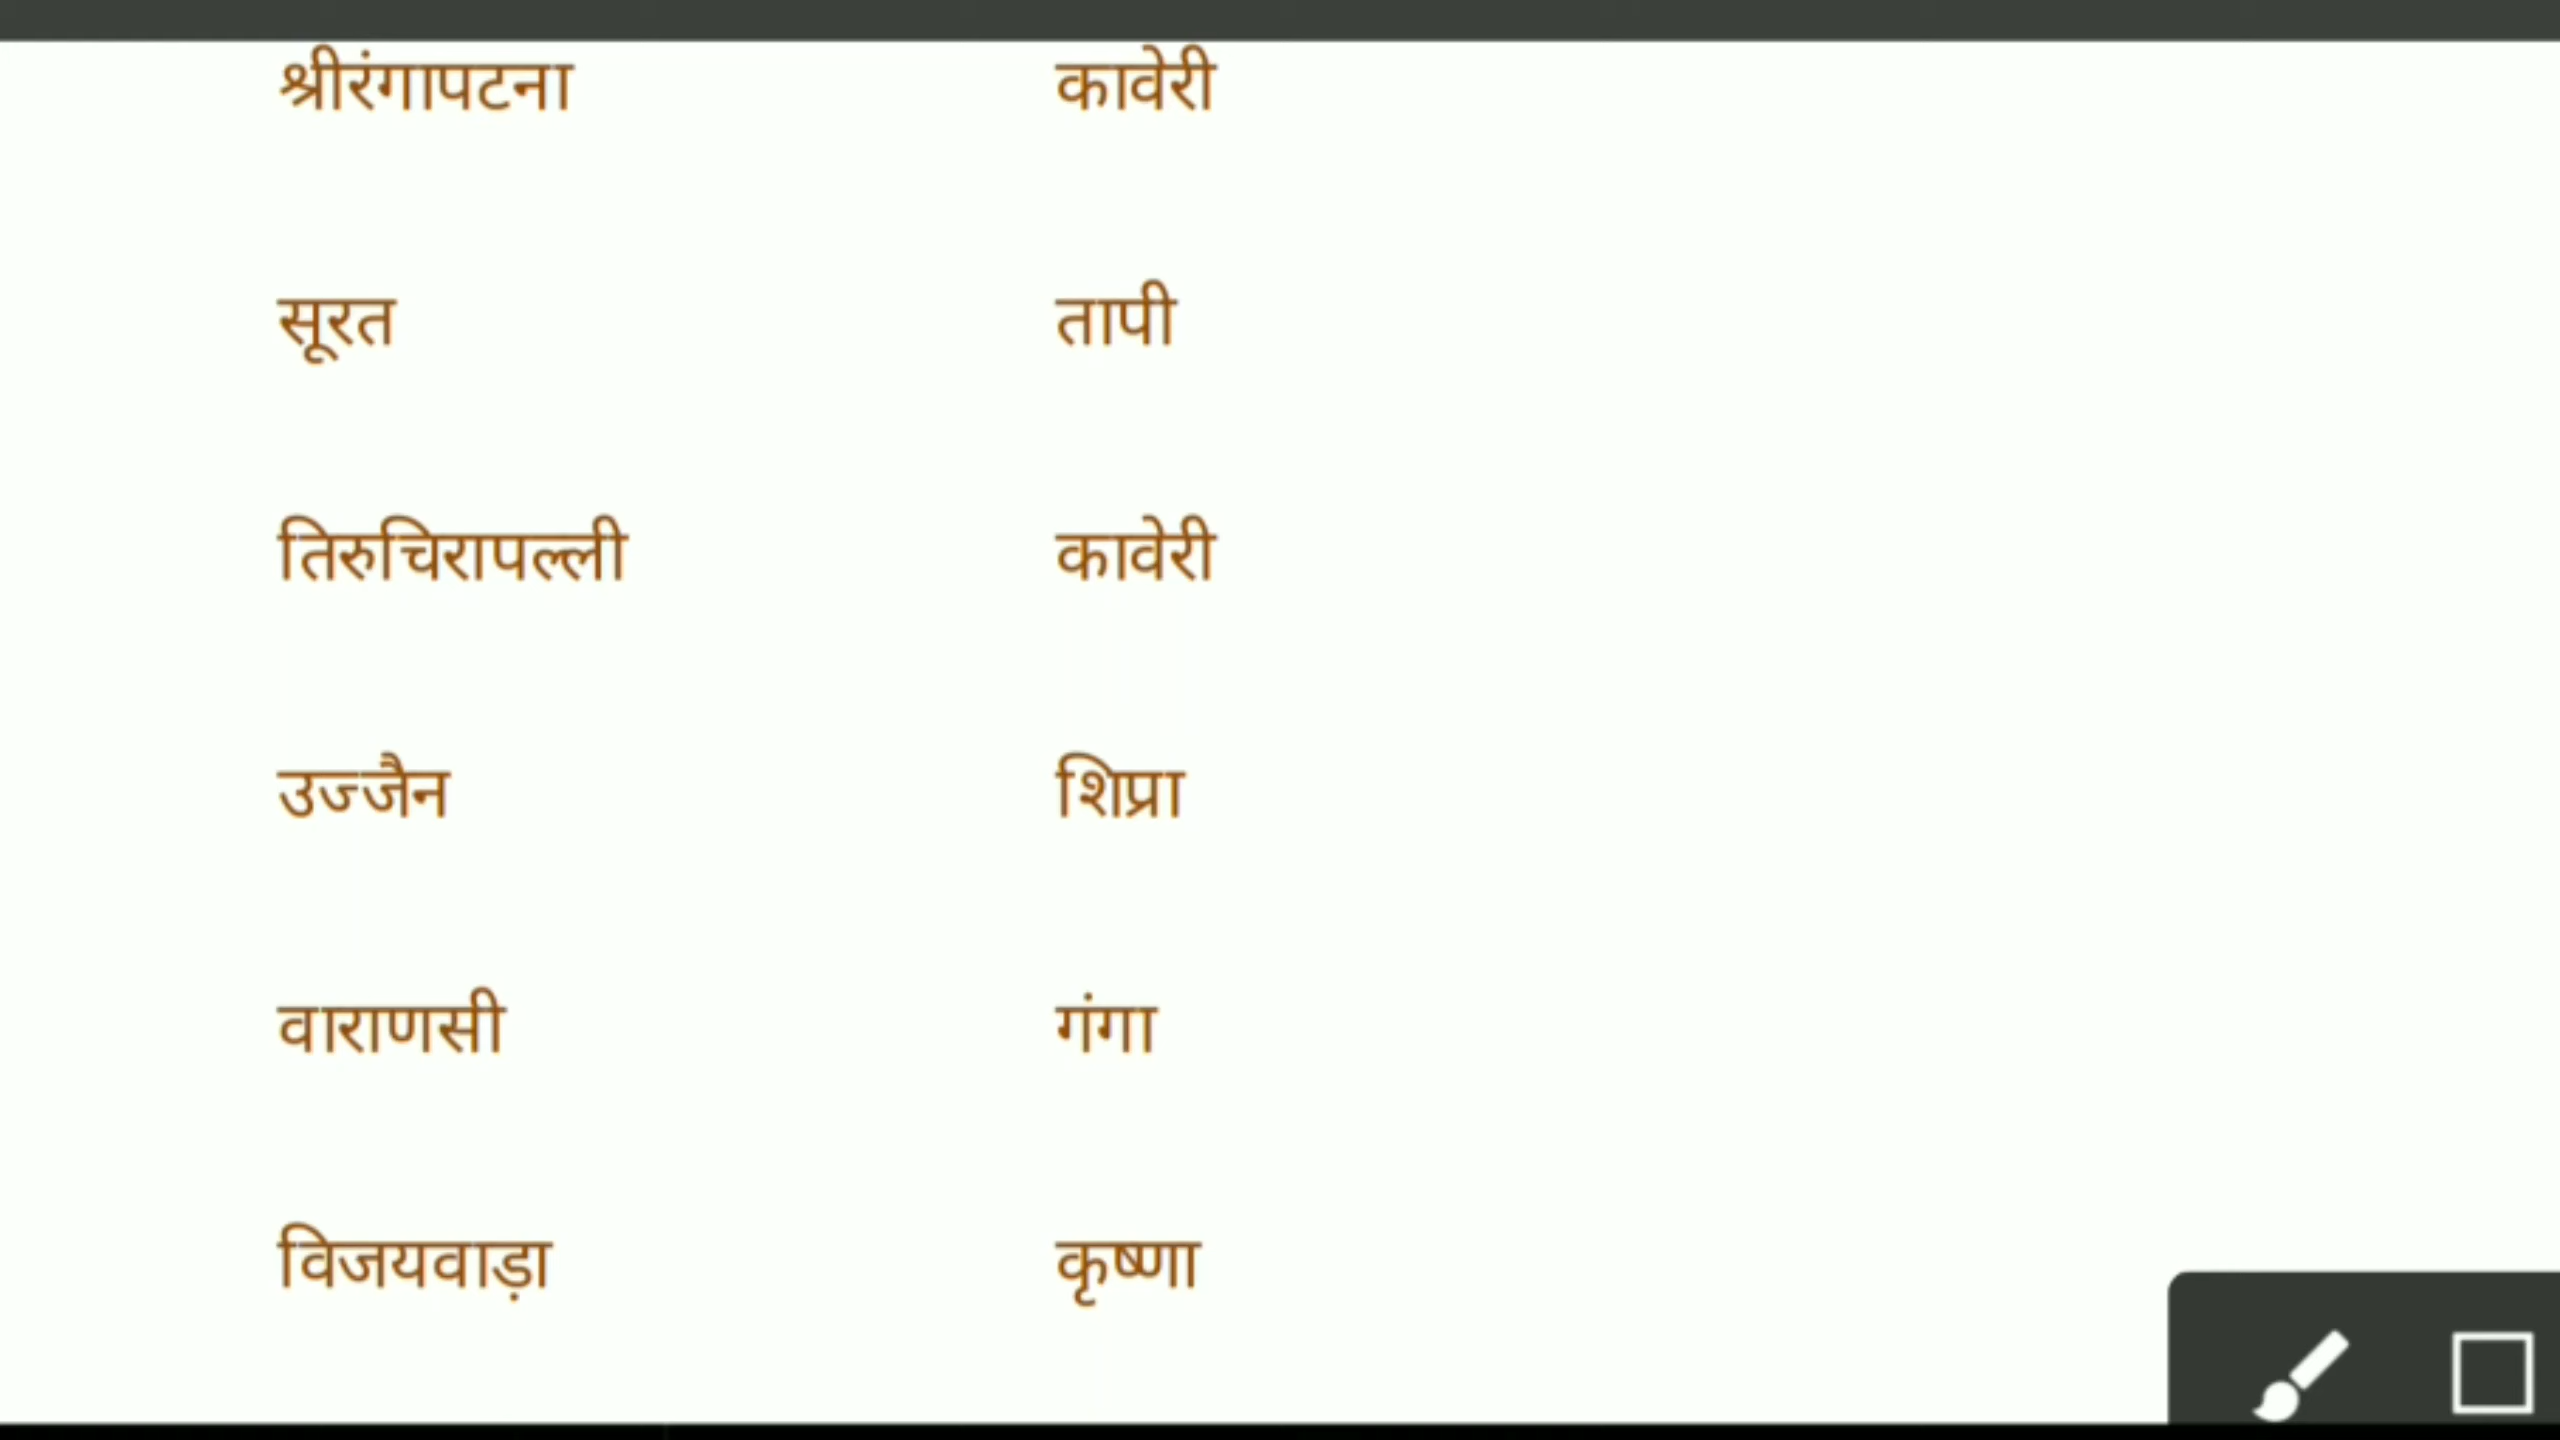 श्रीरंगापटना कावेरी
सूरत तापी
तिरुचिरापल्ली कावेरी
उज्जैन शिप्रा
वाराणसी गंगा
विजयवाड़ा कृष्णा